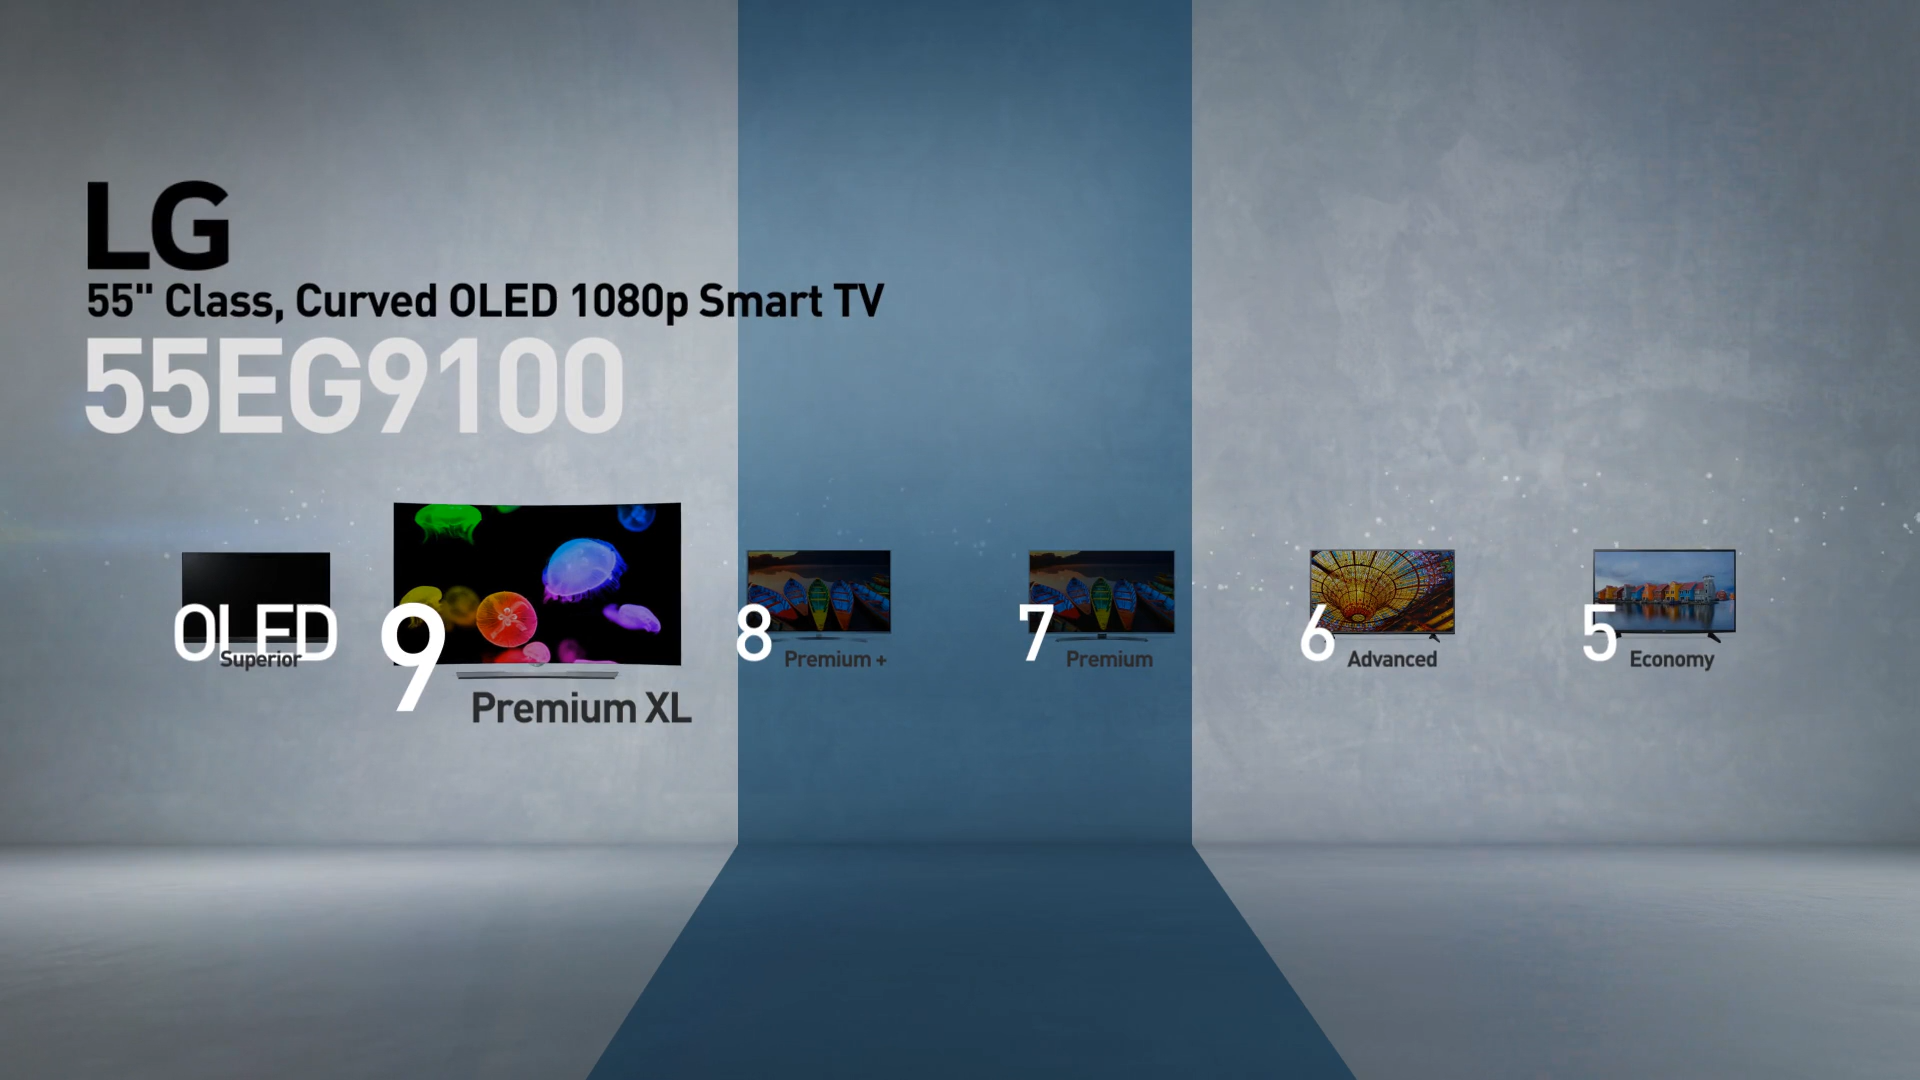 LG
55" Class, Curved OLED 1080p Smart TV
55EG9100
OLED
Superior
9
Premium XL
8
Premium +
7
Premium
6
Advanced
5
Economy